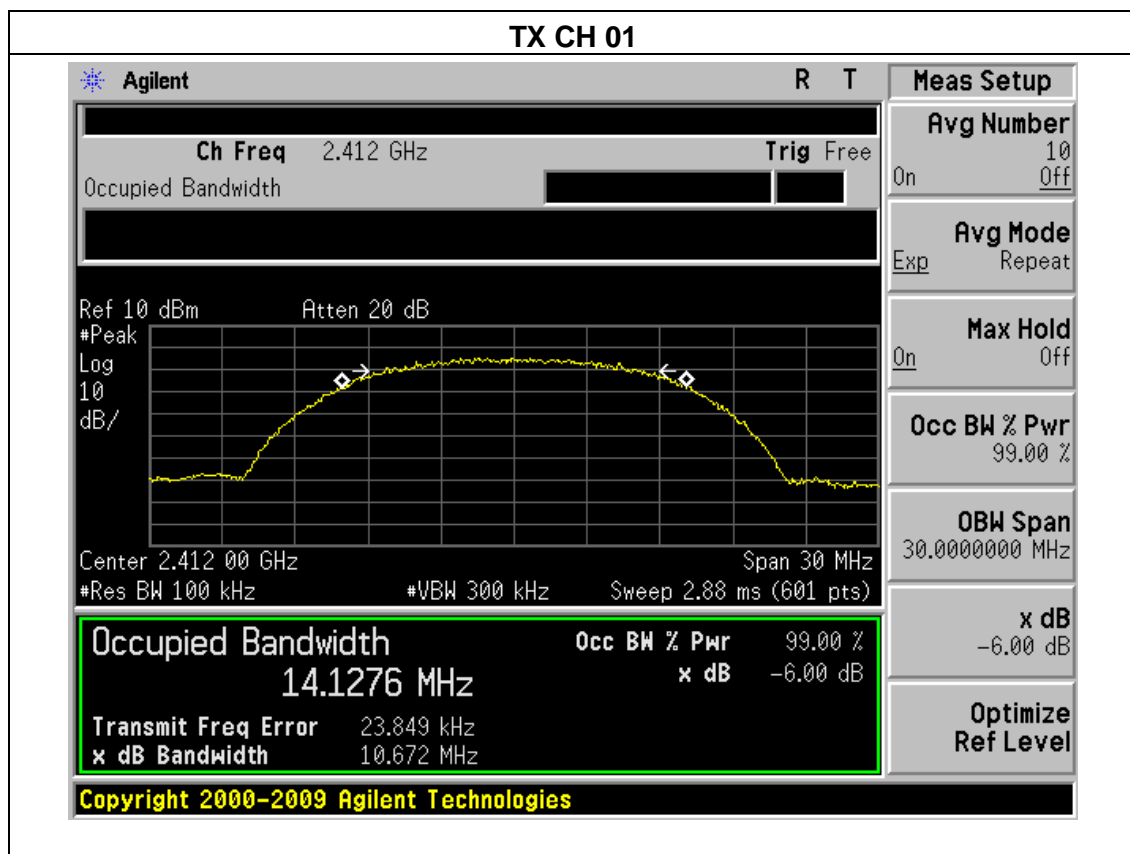 TX CH 01
Agilent R T
Ch Freq 2.412 GHz Trig Free
Occupied Bandwidth
Ref 10 dBm Atten 20 dB
#Peak
Log
10
dB/
Center 2.412 00 GHz Span 30 MHz
#Res BW 100 kHz #VBW 300 kHz Sweep 2.88 ms (601 pts)
Occupied Bandwidth Occ BW % Pwr 99.00 %
14.1276 MHz x dB -6.00 dB
Transmit Freq Error 23.849 kHz
x dB Bandwidth 10.672 MHz
Copyright 2000-2009 Agilent Technologies
Meas Setup
Avg Number
10
On Off
Avg Mode
Exp Repeat
Max Hold
On Off
Occ BW % Pwr
99.00 %
OBW Span
30.0000000 MHz
x dB
-6.00 dB
Optimize
Ref Level